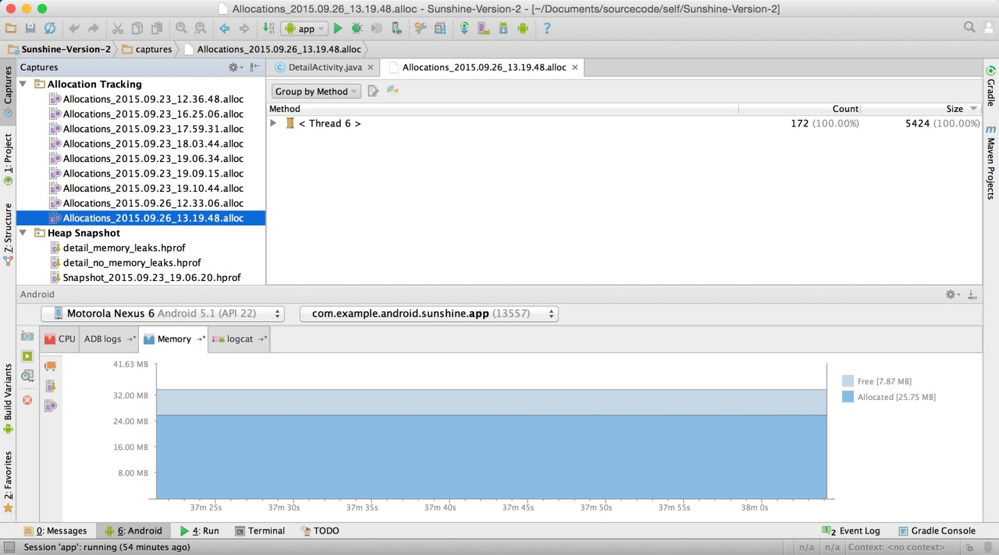 Allocations_2015.09.26_13.19.48.alloc - Sunshine-Version-2 - [~/Documents/sourcecode/self/Sunshine-Version-2]
app
Sunshine-Version-2 captures Allocations_2015.09.26_13.19.48.alloc
Captures
Captures
1: Project
Z: Structure
Build Variants
2: Favorites
Allocation Tracking
Allocations_2015.09.23_12.36.48.alloc
Allocations_2015.09.23_16.25.06.alloc
Allocations_2015.09.23_17.59.31.alloc
Allocations_2015.09.23_18.03.44.alloc
Allocations_2015.09.23_19.06.34.alloc
Allocations_2015.09.23_19.09.15.alloc
Allocations_2015.09.23_19.10.44.alloc
Allocations_2015.09.26_12.33.06.alloc
Allocations_2015.09.26_13.19.48.alloc
Heap Snapshot
detail_memory_leaks.hprof
detail_no_memory_leaks.hprof
Snapshot_2015.09.23_19.06.20.hprof
DetailActivity.java Allocations_2015.09.26_13.19.48.alloc
Group by Method
Method Count Size
< Thread 6 > 172 (100.00%) 5424 (100.00%)
Gradle
Maven Projects
Android
Motorola Nexus 6 Android 5.1 (API 22) com.example.android.sunshine.app (13557)
CPU ADB logs Memory logcat
41.63 MB
32.00 MB
24.00 MB
16.00 MB
8.00 MB
Free [7.87 MB]
Allocated [25.75 MB]
37m 25s 37m 30s 37m 35s 37m 40s 37m 45s 37m 50s 37m 55s 38m 0s
0: Messages 6: Android 4: Run Terminal TODO 2 Event Log Gradle Console
Session 'app': running (54 minutes ago) n/a n/a Context: <no context>